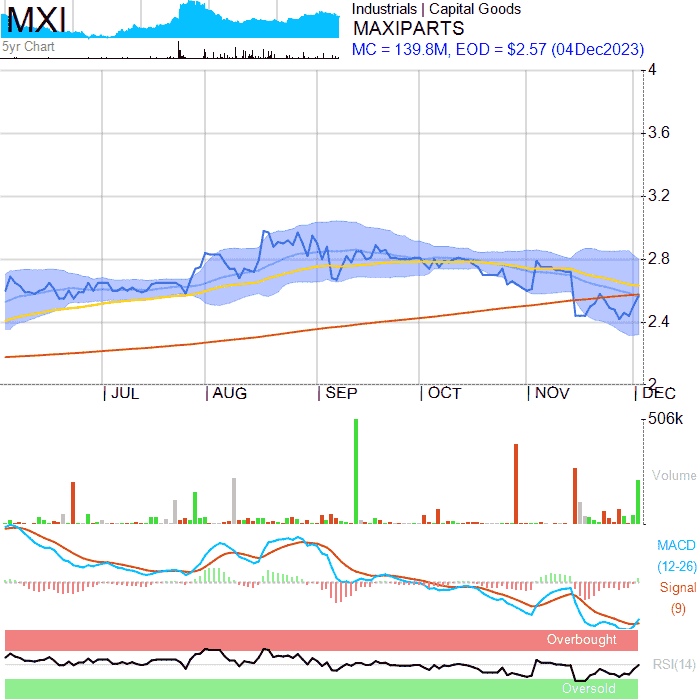 MXI
5yr Chart
Industrials | Capital Goods
MAXIPARTS
MC = 139.8M, EOD = $2.57 (04Dec2023)
4
3.6
3.2
2.8
2.4
2
JUL AUG SEP OCT NOV DEC
506k
Volume
MACD
(12-26)
Signal
(9)
Overbought
RSI(14)
Oversold